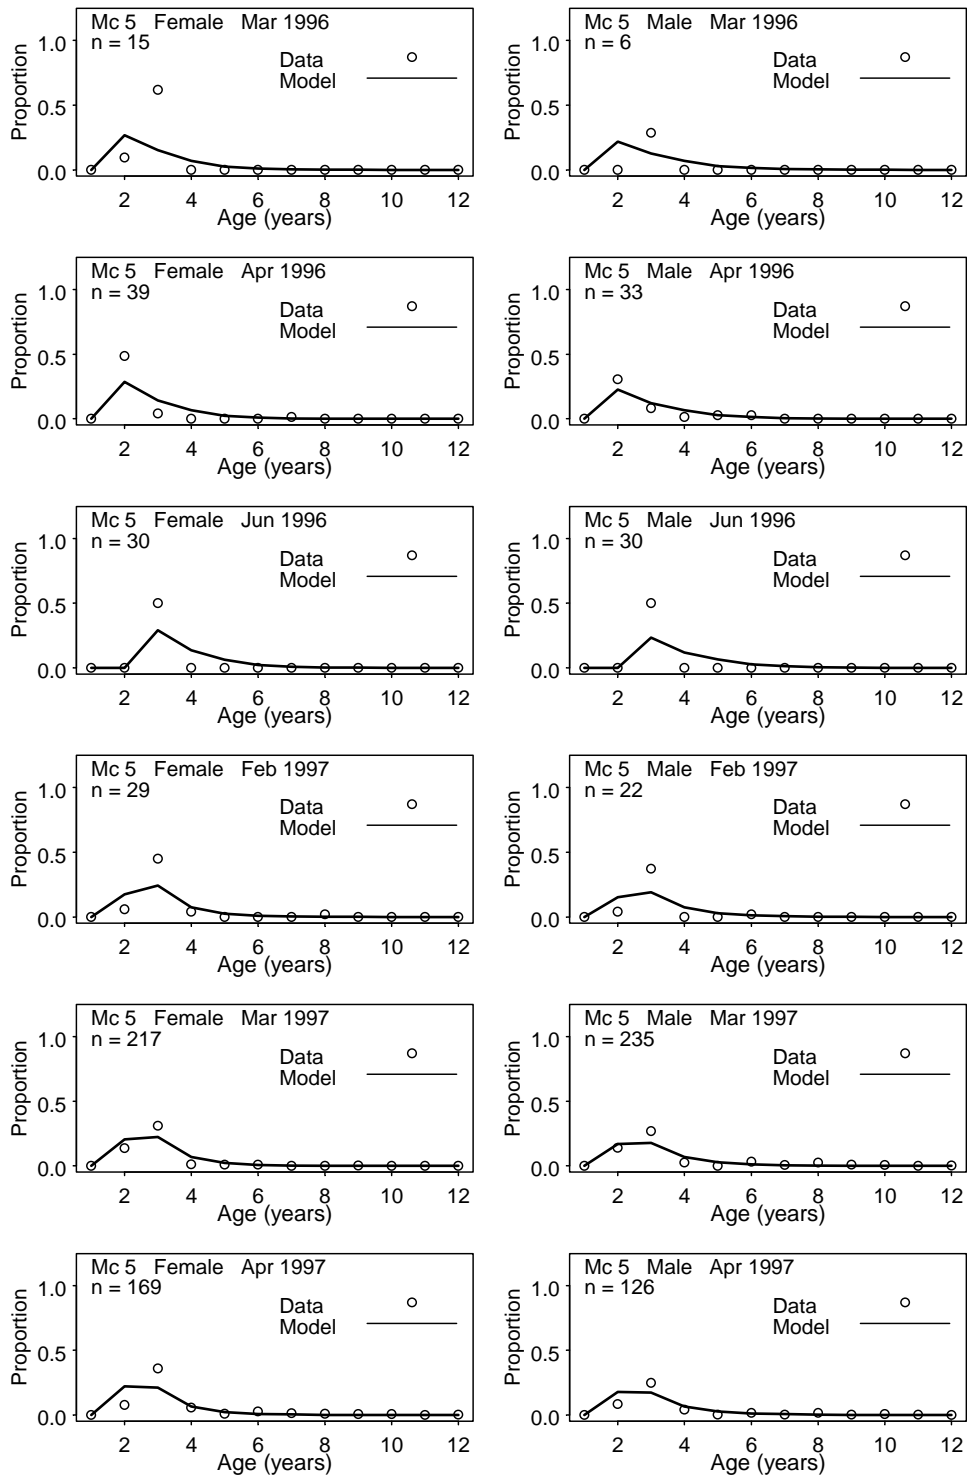 Mc 5 Female Mar 1996
n = 15
Data
Model
Proportion
1.0
0.5
0.0
2 4 6 8 10 12
Age (years)
Mc 5 Male Mar 1996
n = 6
Data
Model
Proportion
1.0
0.5
0.0
2 4 6 8 10 12
Age (years)
Mc 5 Female Apr 1996
n = 39
Data
Model
Proportion
1.0
0.5
0.0
2 4 6 8 10 12
Age (years)
Mc 5 Male Apr 1996
n = 33
Data
Model
Proportion
1.0
0.5
0.0
2 4 6 8 10 12
Age (years)
Mc 5 Female Jun 1996
n = 30
Data
Model
Proportion
1.0
0.5
0.0
2 4 6 8 10 12
Age (years)
Mc 5 Male Jun 1996
n = 30
Data
Model
Proportion
1.0
0.5
0.0
2 4 6 8 10 12
Age (years)
Mc 5 Female Feb 1997
n = 29
Data
Model
Proportion
1.0
0.5
0.0
2 4 6 8 10 12
Age (years)
Mc 5 Male Feb 1997
n = 22
Data
Model
Proportion
1.0
0.5
0.0
2 4 6 8 10 12
Age (years)
Mc 5 Female Mar 1997
n = 217
Data
Model
Proportion
1.0
0.5
0.0
2 4 6 8 10 12
Age (years)
Mc 5 Male Mar 1997
n = 235
Data
Model
Proportion
1.0
0.5
0.0
2 4 6 8 10 12
Age (years)
Mc 5 Female Apr 1997
n = 169
Data
Model
Proportion
1.0
0.5
0.0
2 4 6 8 10 12
Age (years)
Mc 5 Male Apr 1997
n = 126
Data
Model
Proportion
1.0
0.5
0.0
2 4 6 8 10 12
Age (years)